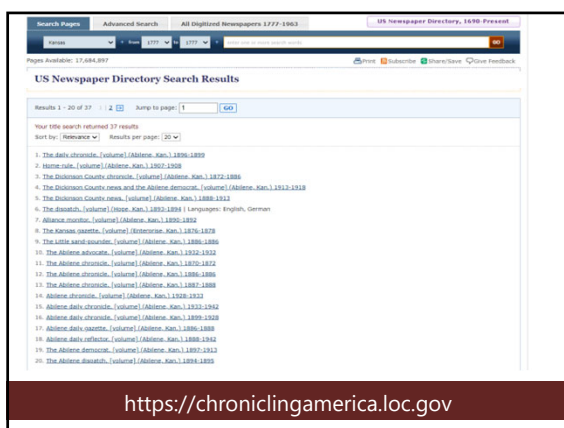 Search Pages Advanced Search All Digitized Newspapers 1777-1963 US Newspaper Directory, 1690-Present
Kansas from 1777 to 1777 enter one or more search words GO
Pages Available: 17,684,897 Print Subscribe Share/Save Give Feedback
US Newspaper Directory Search Results
Results 1 - 20 of 37 | 1 2 Jump to page: 1 GO
Your title search returned 37 results
Sort by: Relevance Results per page: 20
1. The daily chronicle. [volume] (Abilene, Kan.) 1896-1899
2. Home-rule. [volume] (Abilene, Kan.) 1907-1908
3. The Dickinson County chronicle. [volume] (Abilene, Kan.) 1872-1886
4. The Dickinson County news and the Abilene democrat. [volume] (Abilene, Kan.) 1913-1918
5. The Dickinson County news. [volume] (Abilene, Kan.) 1888-1913
6. The dispatch. [volume] (Hope, Kan.) 1892-1894 | Languages: English, German
7. Alliance monitor. [volume] (Abilene, Kan.) 1890-1892
8. The Kansas gazette. [volume] (Enterprise, Kan.) 1876-1878
9. The Little sand-pounder. [volume] (Abilene, Kan.) 1886-1886
10. The Abilene advocate. [volume] (Abilene, Kan.) 1932-1932
11. The Abilene chronicle. [volume] (Abilene, Kan.) 1870-1872
12. The Abilene chronicle. [volume] (Abilene, Kan.) 1886-1886
13. The Abilene chronicle. [volume] (Abilene, Kan.) 1887-1888
14. Abilene chronicle. [volume] (Abilene, Kan.) 1928-1933
15. Abilene daily chronicle. [volume] (Abilene, Kan.) 1933-1942
16. Abilene daily chronicle. [volume] (Abilene, Kan.) 1899-1928
17. Abilene daily gazette. [volume] (Abilene, Kan.) 1886-1888
18. Abilene daily reflector. [volume] (Abilene, Kan.) 1888-1942
19. The Abilene democrat. [volume] (Abilene, Kan.) 1897-1913
20. The Abilene dispatch. [volume] (Abilene, Kan.) 1894-1895
https://chroniclingamerica.loc.gov